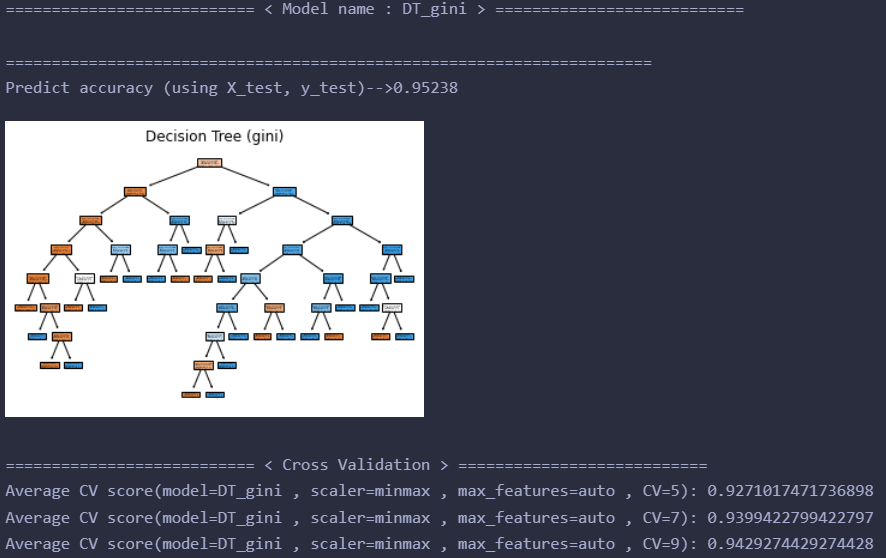 =========================== < Model name : DT_gini > ===========================
======================================================================
Predict accuracy (using X_test, y_test)-->0.95238
Decision Tree (gini)
=========================== < Cross Validation > ===========================
Average CV score(model=DT_gini , scaler=minmax , max_features=auto , CV=5): 0.9271017471736898
Average CV score(model=DT_gini , scaler=minmax , max_features=auto , CV=7): 0.9399422799422797
Average CV score(model=DT_gini , scaler=minmax , max_features=auto , CV=9): 0.9429274429274428